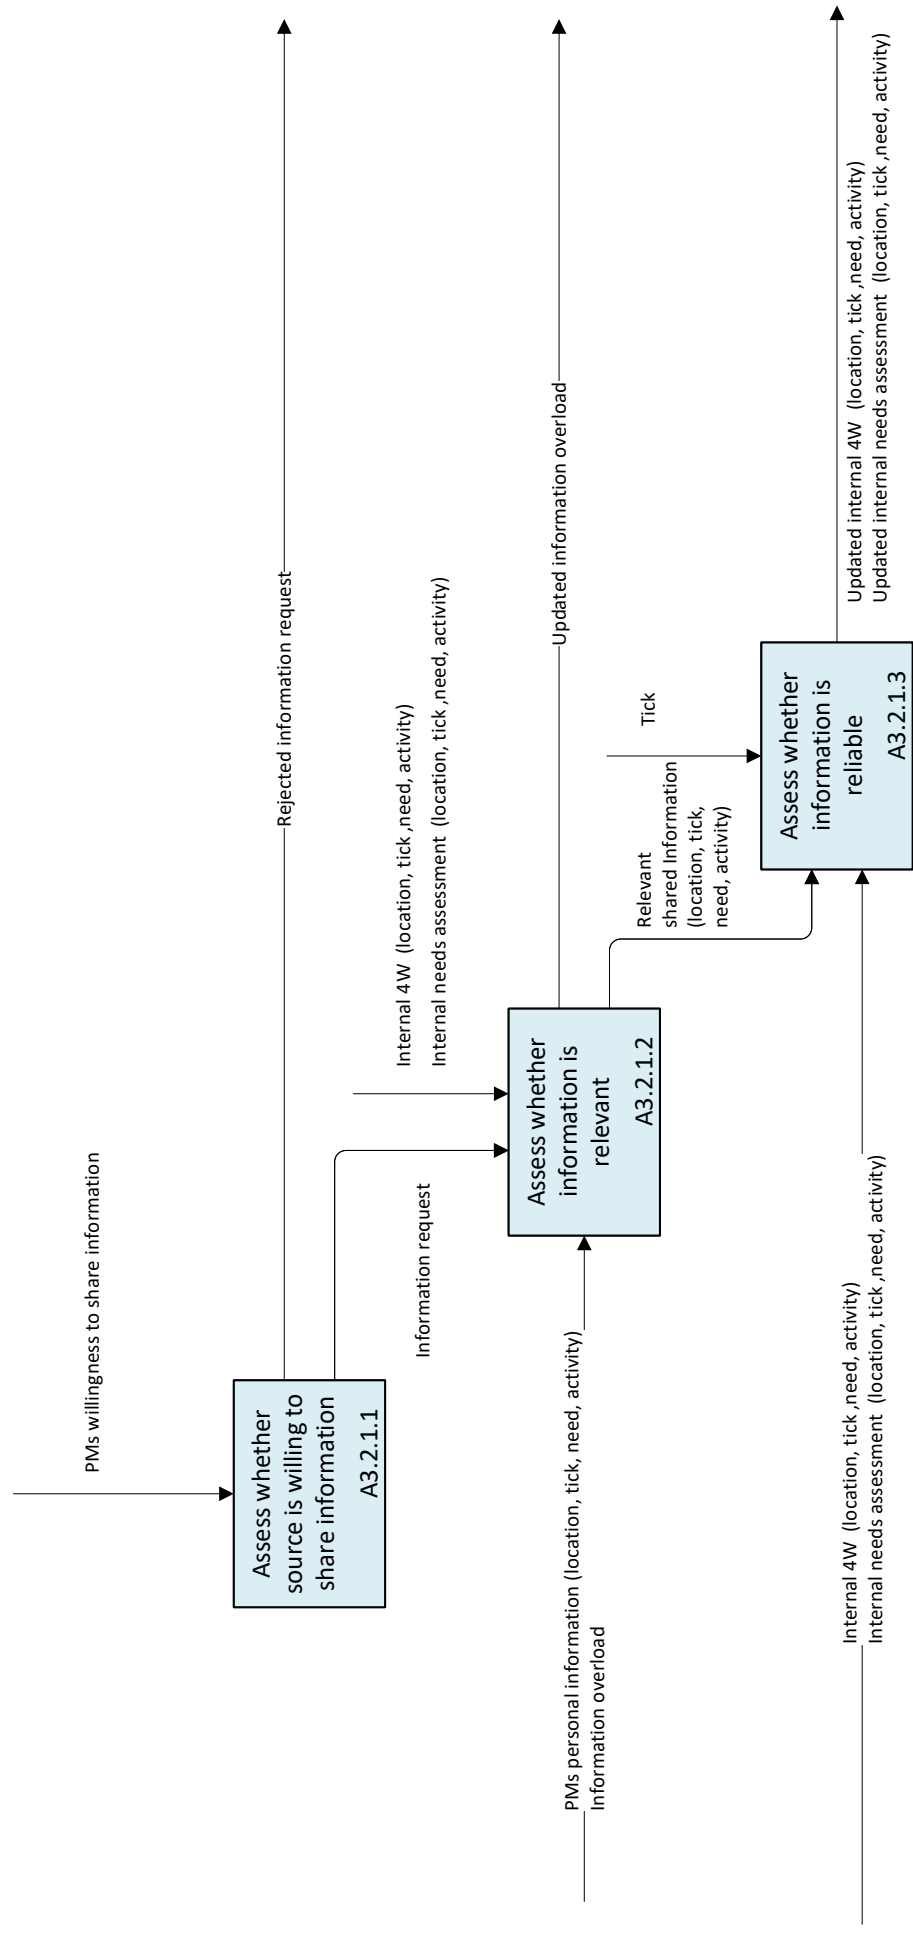 PMs willingness to share information
Assess whether
source is willing to
share information
A3.2.1.1
Rejected information request
Information request
Internal 4W  (location, tick ,need, activity)
Internal needs assessment  (location, tick ,need, activity)
PMs personal information (location, tick, need, activity)
Information overload
Assess whether
information is
relevant
A3.2.1.2
Updated information overload
Relevant
shared Information
(location, tick,
need, activity)
Tick
Internal 4W  (location, tick ,need, activity)
Internal needs assessment  (location, tick ,need, activity)
Assess whether
information is
reliable
A3.2.1.3
Updated internal 4W  (location, tick ,need, activity)
Updated internal needs assessment  (location, tick ,need, activity)